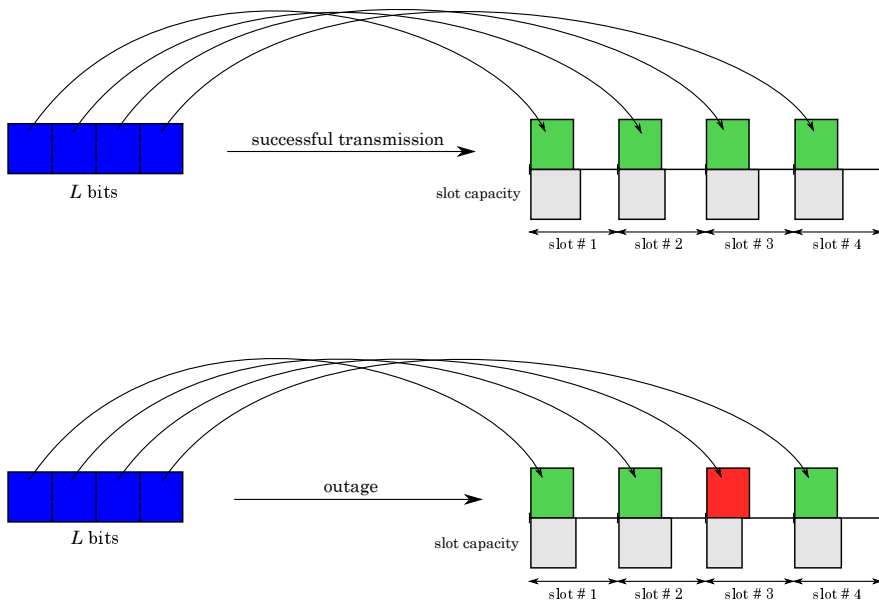 successful transmission
L bits
slot capacity
slot # 1
slot # 2
slot # 3
slot # 4
outage
L bits
slot capacity
slot # 1
slot # 2
slot # 3
slot # 4